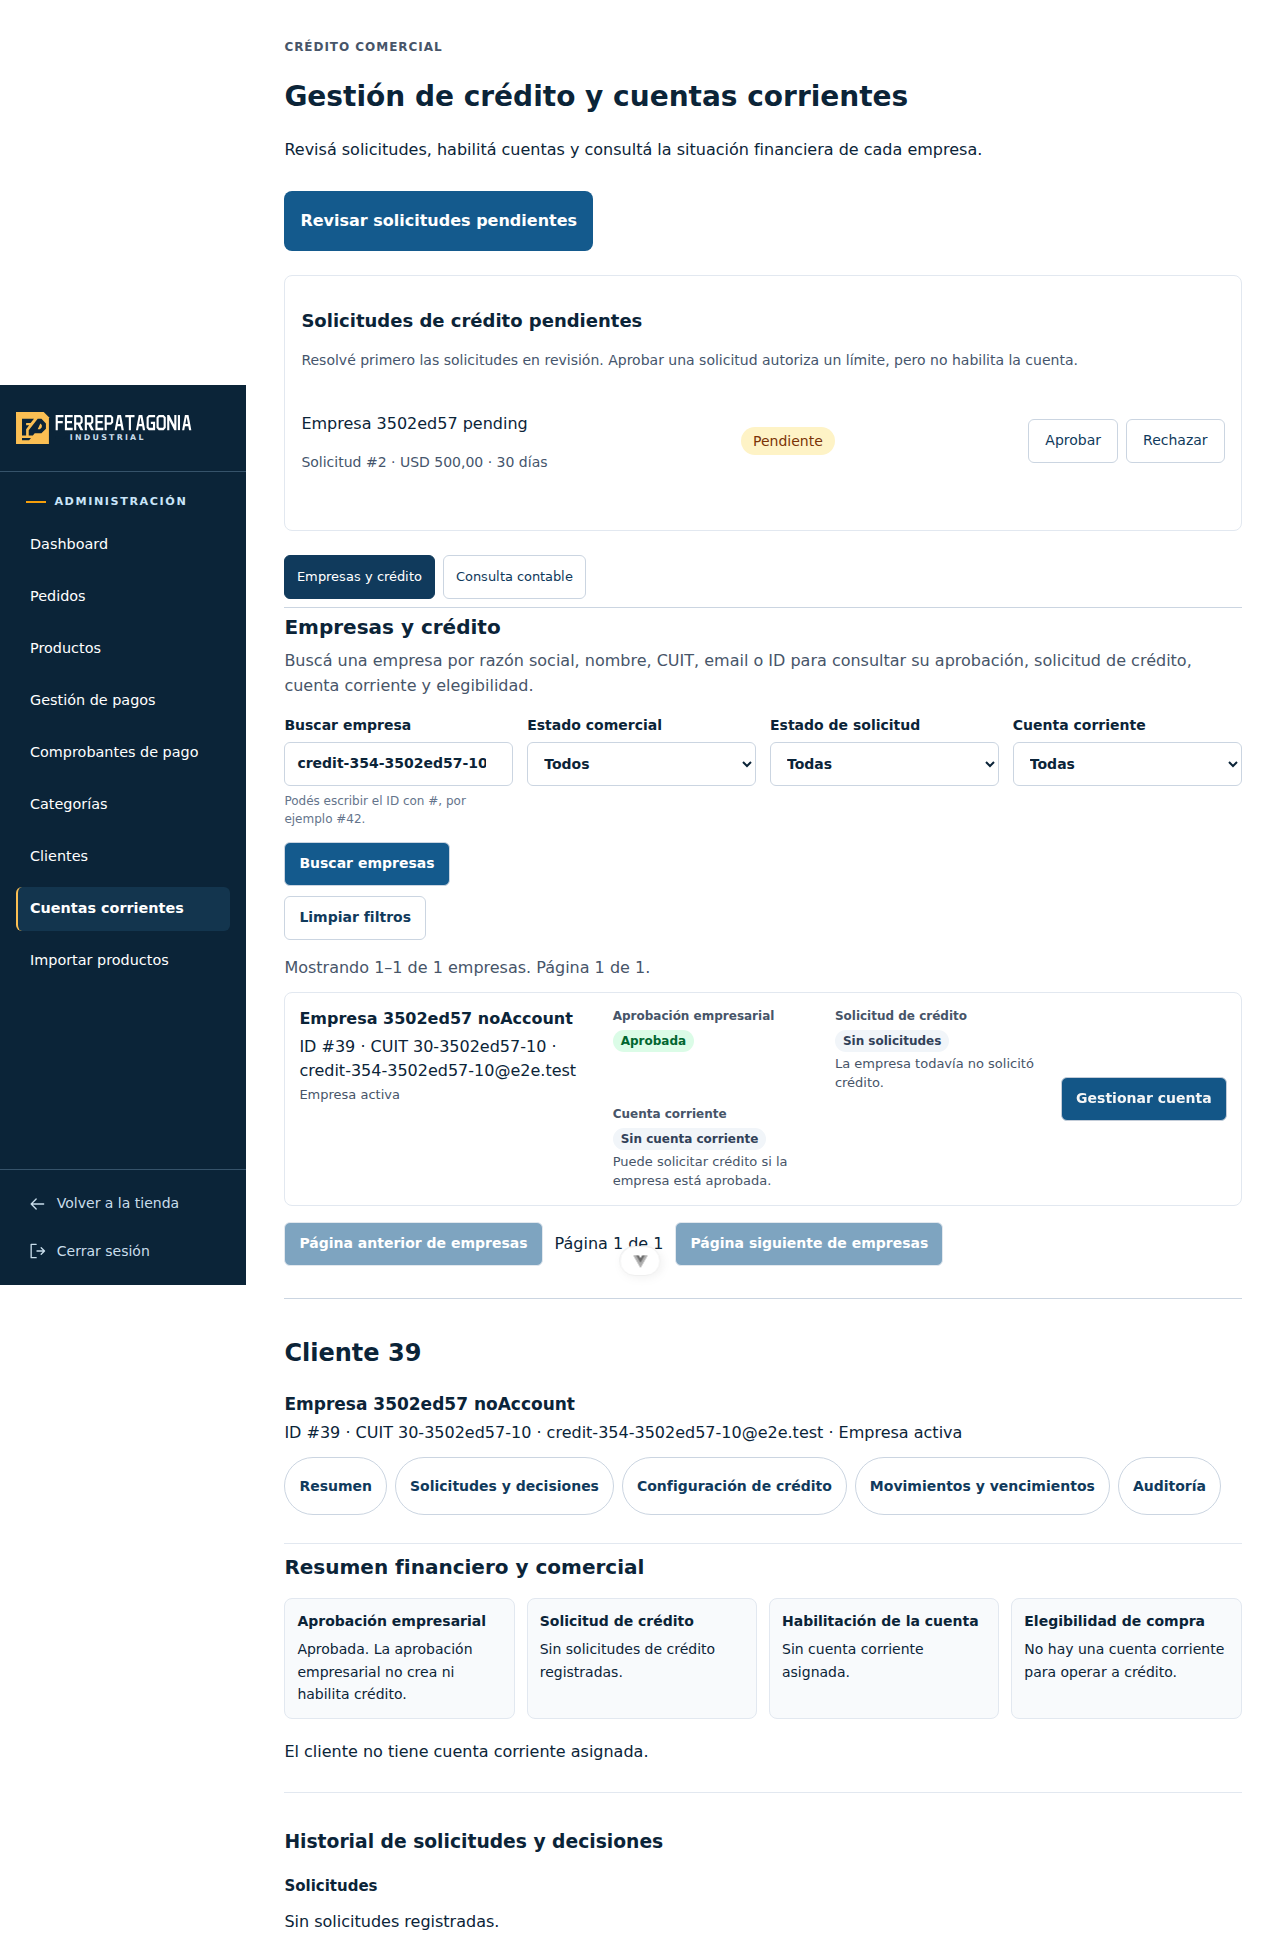 CRÉDITO COMERCIAL
Gestión de crédito y cuentas corrientes
Revisá solicitudes, habilitá cuentas y consultá la situación financiera de cada empresa.
Revisar solicitudes pendientes
Solicitudes de crédito pendientes
Resolvé primero las solicitudes en revisión. Aprobar una solicitud autoriza un límite, pero no habilita la cuenta.
Empresa 3502ed57 pending
Solicitud #2 · USD 500,00 · 30 días
Pendiente
Aprobar
Rechazar
FERREPATAGONIA
INDUSTRIAL
ADMINISTRACIÓN
Dashboard
Pedidos
Productos
Gestión de pagos
Comprobantes de pago
Categorías
Clientes
Cuentas corrientes
Importar productos
Volver a la tienda
Cerrar sesión
Empresas y crédito
Consulta contable
Empresas y crédito
Buscá una empresa por razón social, nombre, CUIT, email o ID para consultar su aprobación, solicitud de crédito,
cuenta corriente y elegibilidad.
Buscar empresa
credit-354-3502ed57-10
Podés escribir el ID con #, por
ejemplo #42.
Estado comercial
Todos
Estado de solicitud
Todas
Cuenta corriente
Todas
Buscar empresas
Limpiar filtros
Mostrando 1–1 de 1 empresas. Página 1 de 1.
Empresa 3502ed57 noAccount
ID #39 · CUIT 30-3502ed57-10 ·
credit-354-3502ed57-10@e2e.test
Empresa activa
Aprobación empresarial
Aprobada
Solicitud de crédito
Sin solicitudes
La empresa todavía no solicitó
crédito.
Cuenta corriente
Sin cuenta corriente
Puede solicitar crédito si la
empresa está aprobada.
Gestionar cuenta
Página anterior de empresas
Página 1 de 1
Página siguiente de empresas
Cliente 39
Empresa 3502ed57 noAccount
ID #39 · CUIT 30-3502ed57-10 · credit-354-3502ed57-10@e2e.test · Empresa activa
Resumen
Solicitudes y decisiones
Configuración de crédito
Movimientos y vencimientos
Auditoría
Resumen financiero y comercial
Aprobación empresarial
Aprobada. La aprobación
empresarial no crea ni
habilita crédito.
Solicitud de crédito
Sin solicitudes de crédito
registradas.
Habilitación de la cuenta
Sin cuenta corriente
asignada.
Elegibilidad de compra
No hay una cuenta corriente
para operar a crédito.
El cliente no tiene cuenta corriente asignada.
Historial de solicitudes y decisiones
Solicitudes
Sin solicitudes registradas.